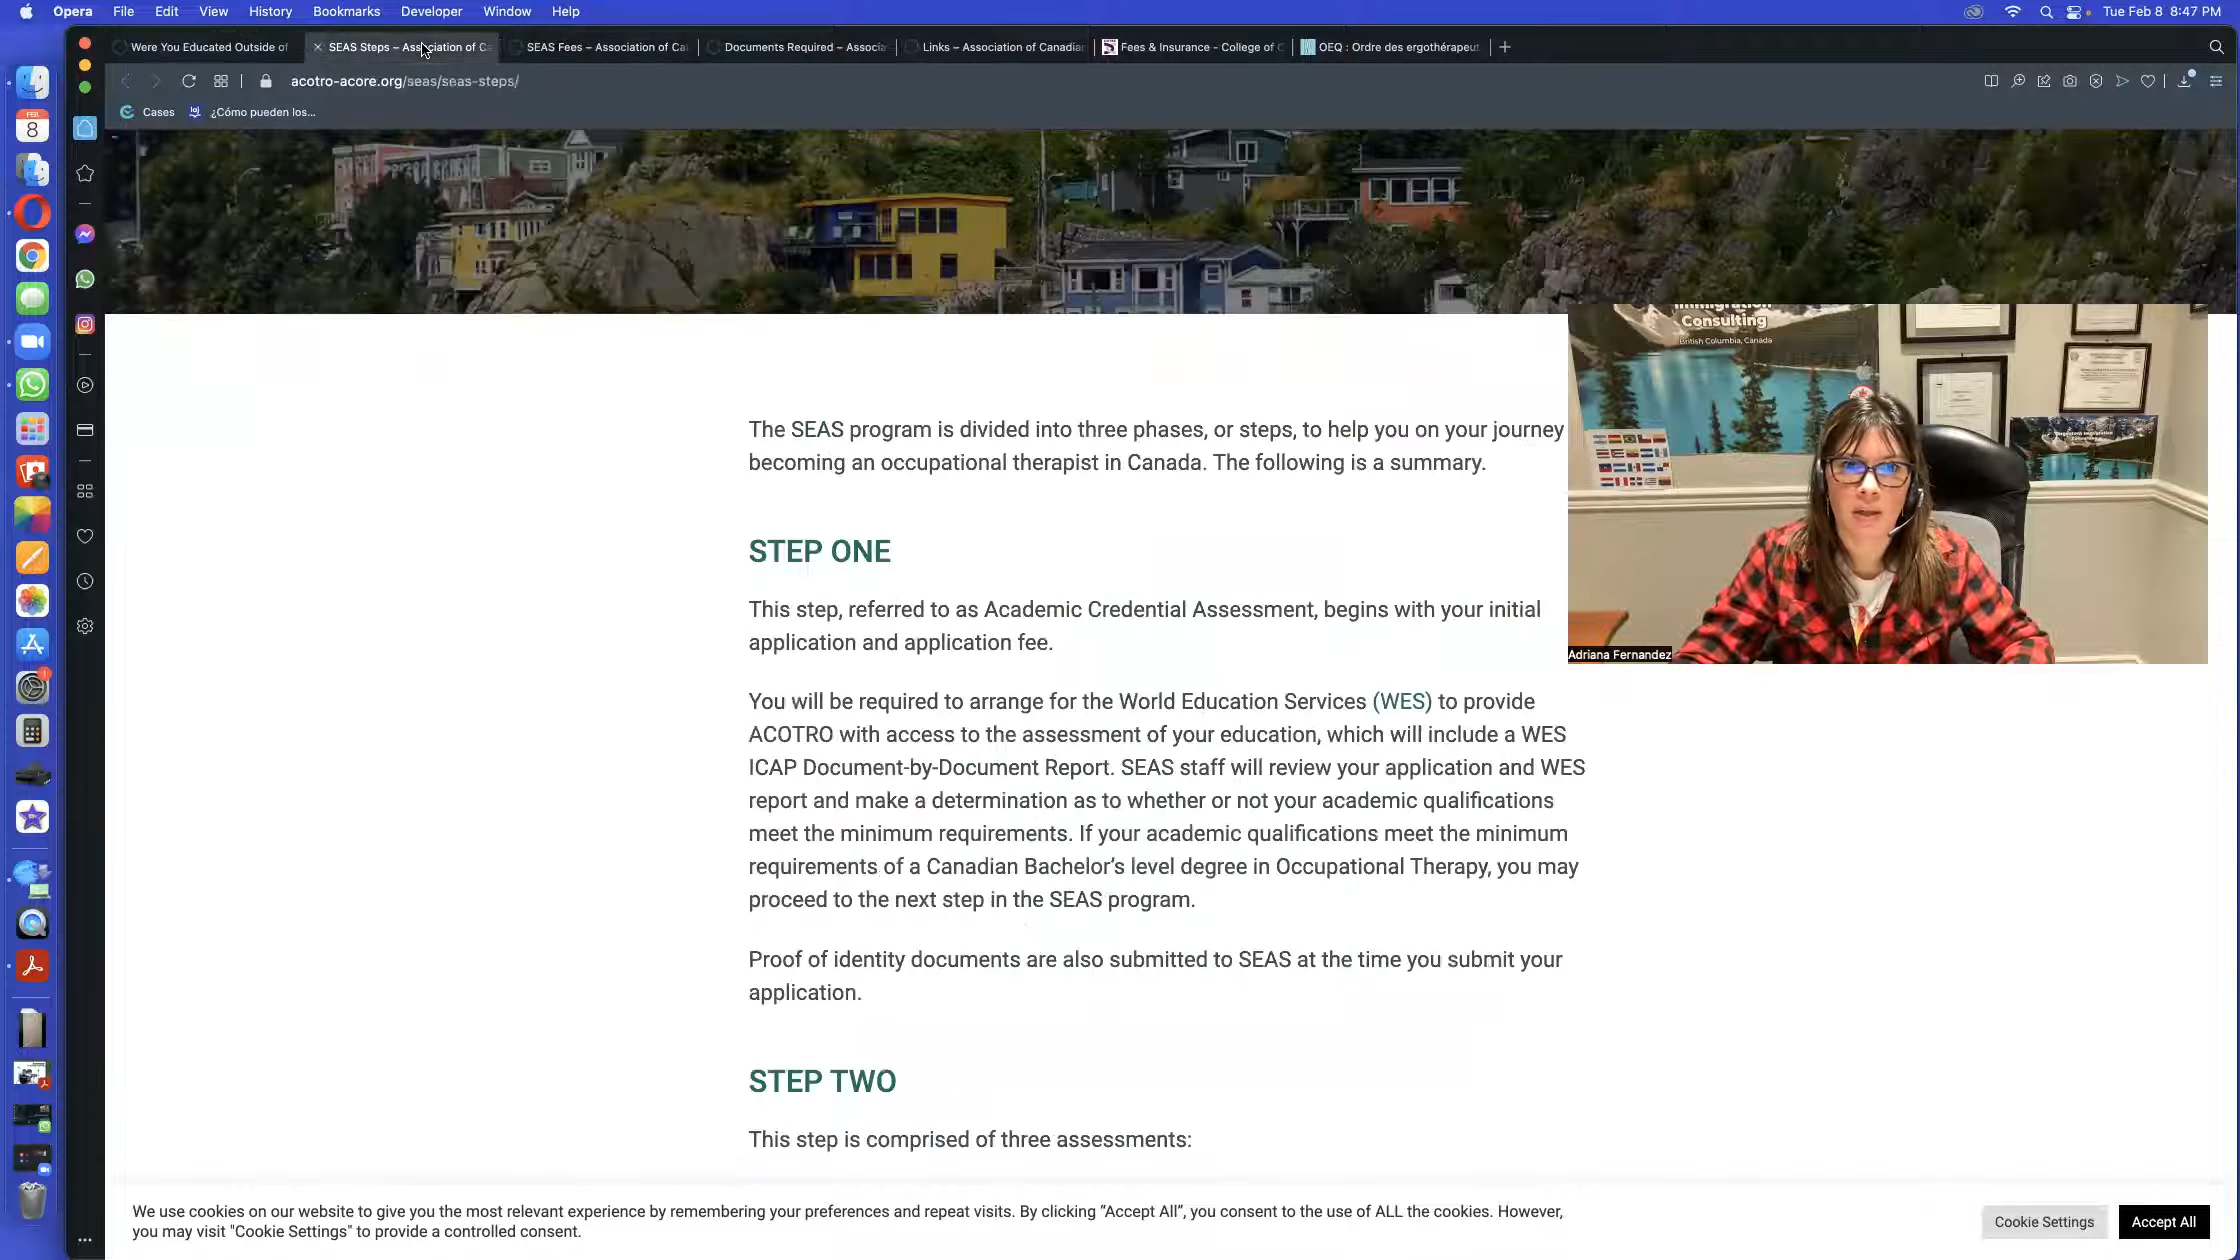 Opera File Edit View History Bookmarks Developer Window Help
Tue Feb 8 8:47 PM
Were You Educated Outside of
SEAS Steps – Association of Ca
SEAS Fees – Association of Ca
Documents Required – Associa
Links – Association of Canadian
Fees & Insurance - College of C
OEQ : Ordre des ergothérapeut
acotro-acore.org/seas/seas-steps/
Cases
¿Cómo pueden los...
FEB
8
Consulting
British Columbia, Canada
Adriana Fernandez
The SEAS program is divided into three phases, or steps, to help you on your journey
becoming an occupational therapist in Canada. The following is a summary.
STEP ONE
This step, referred to as Academic Credential Assessment, begins with your initial
application and application fee.
You will be required to arrange for the World Education Services (WES) to provide
ACOTRO with access to the assessment of your education, which will include a WES
ICAP Document-by-Document Report. SEAS staff will review your application and WES
report and make a determination as to whether or not your academic qualifications
meet the minimum requirements. If your academic qualifications meet the minimum
requirements of a Canadian Bachelor’s level degree in Occupational Therapy, you may
proceed to the next step in the SEAS program.
Proof of identity documents are also submitted to SEAS at the time you submit your
application.
STEP TWO
This step is comprised of three assessments:
We use cookies on our website to give you the most relevant experience by remembering your preferences and repeat visits. By clicking “Accept All”, you consent to the use of ALL the cookies. However,
you may visit "Cookie Settings" to provide a controlled consent.
Cookie Settings
Accept All